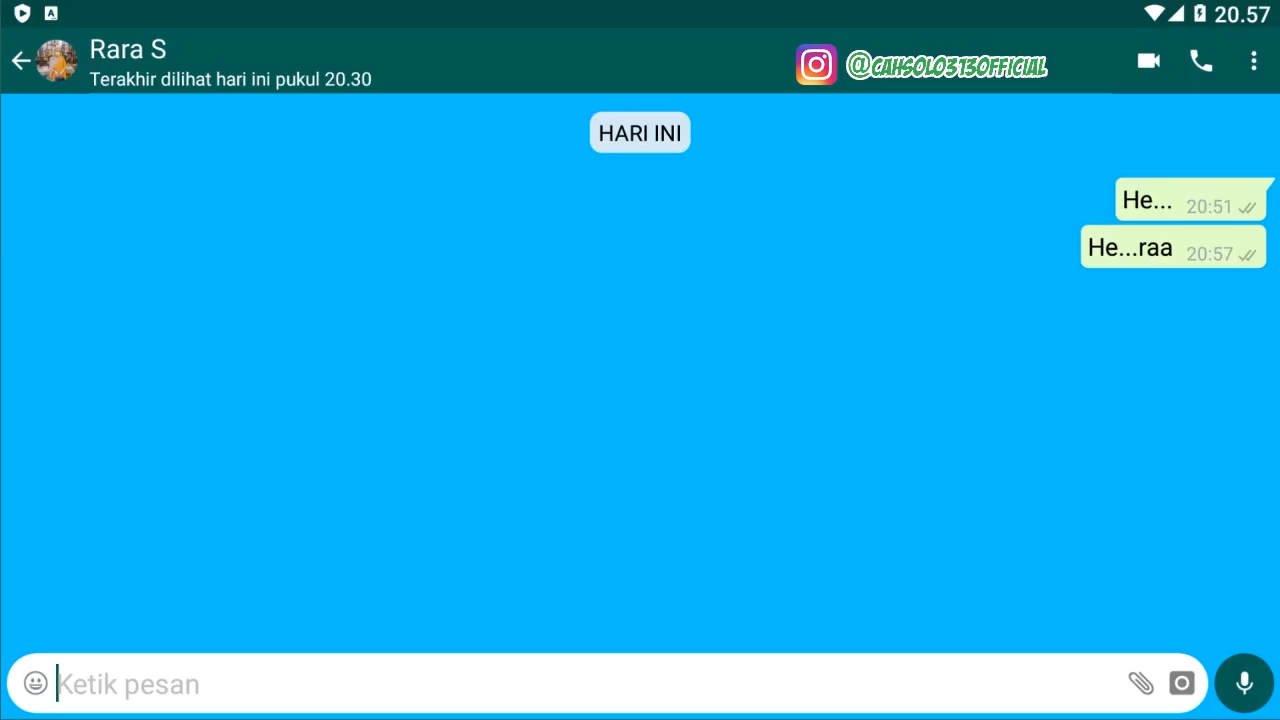 20.57
Rara S
Terakhir dilihat hari ini pukul 20.30
@CAHSOLO313OFFICIAL
HARI INI
He... 20:51
He...raa 20:57
Ketik pesan